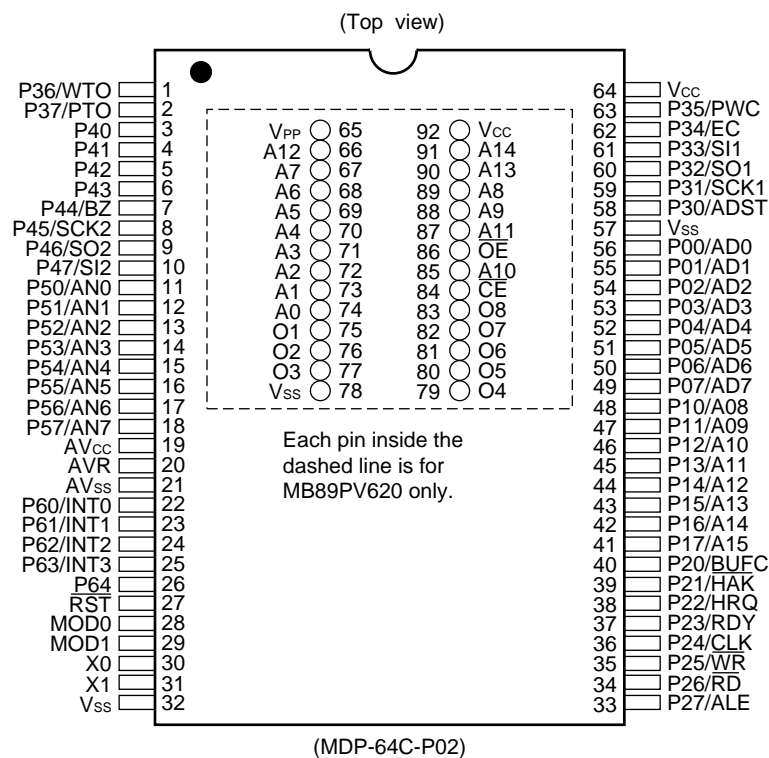 (Top view)
P36/WTO 1
P37/PTO 2
P40 3
P41 4
P42 5
P43 6
P44/BZ 7
P45/SCK2 8
P46/SO2 9
P47/SI2 10
P50/AN0 11
P51/AN1 12
P52/AN2 13
P53/AN3 14
P54/AN4 15
P55/AN5 16
P56/AN6 17
P57/AN7 18
AVCC 19
AVR 20
AVSS 21
P60/INT0 22
P61/INT1 23
P62/INT2 24
P63/INT3 25
P64 26
RST 27
MOD0 28
MOD1 29
X0 30
X1 31
VSS 32
VPP 65
A12 66
A7 67
A6 68
A5 69
A4 70
A3 71
A2 72
A1 73
A0 74
O1 75
O2 76
O3 77
VSS 78
92 VCC
91 A14
90 A13
89 A8
88 A9
87 A11
86 OE
85 A10
84 CE
83 O8
82 O7
81 O6
80 O5
79 O4
Each pin inside the
dashed line is for
MB89PV620 only.
64 VCC
63 P35/PWC
62 P34/EC
61 P33/SI1
60 P32/SO1
59 P31/SCK1
58 P30/ADST
57 VSS
56 P00/AD0
55 P01/AD1
54 P02/AD2
53 P03/AD3
52 P04/AD4
51 P05/AD5
50 P06/AD6
49 P07/AD7
48 P10/A08
47 P11/A09
46 P12/A10
45 P13/A11
44 P14/A12
43 P15/A13
42 P16/A14
41 P17/A15
40 P20/BUFC
39 P21/HAK
38 P22/HRQ
37 P23/RDY
36 P24/CLK
35 P25/WR
34 P26/RD
33 P27/ALE
(MDP-64C-P02)